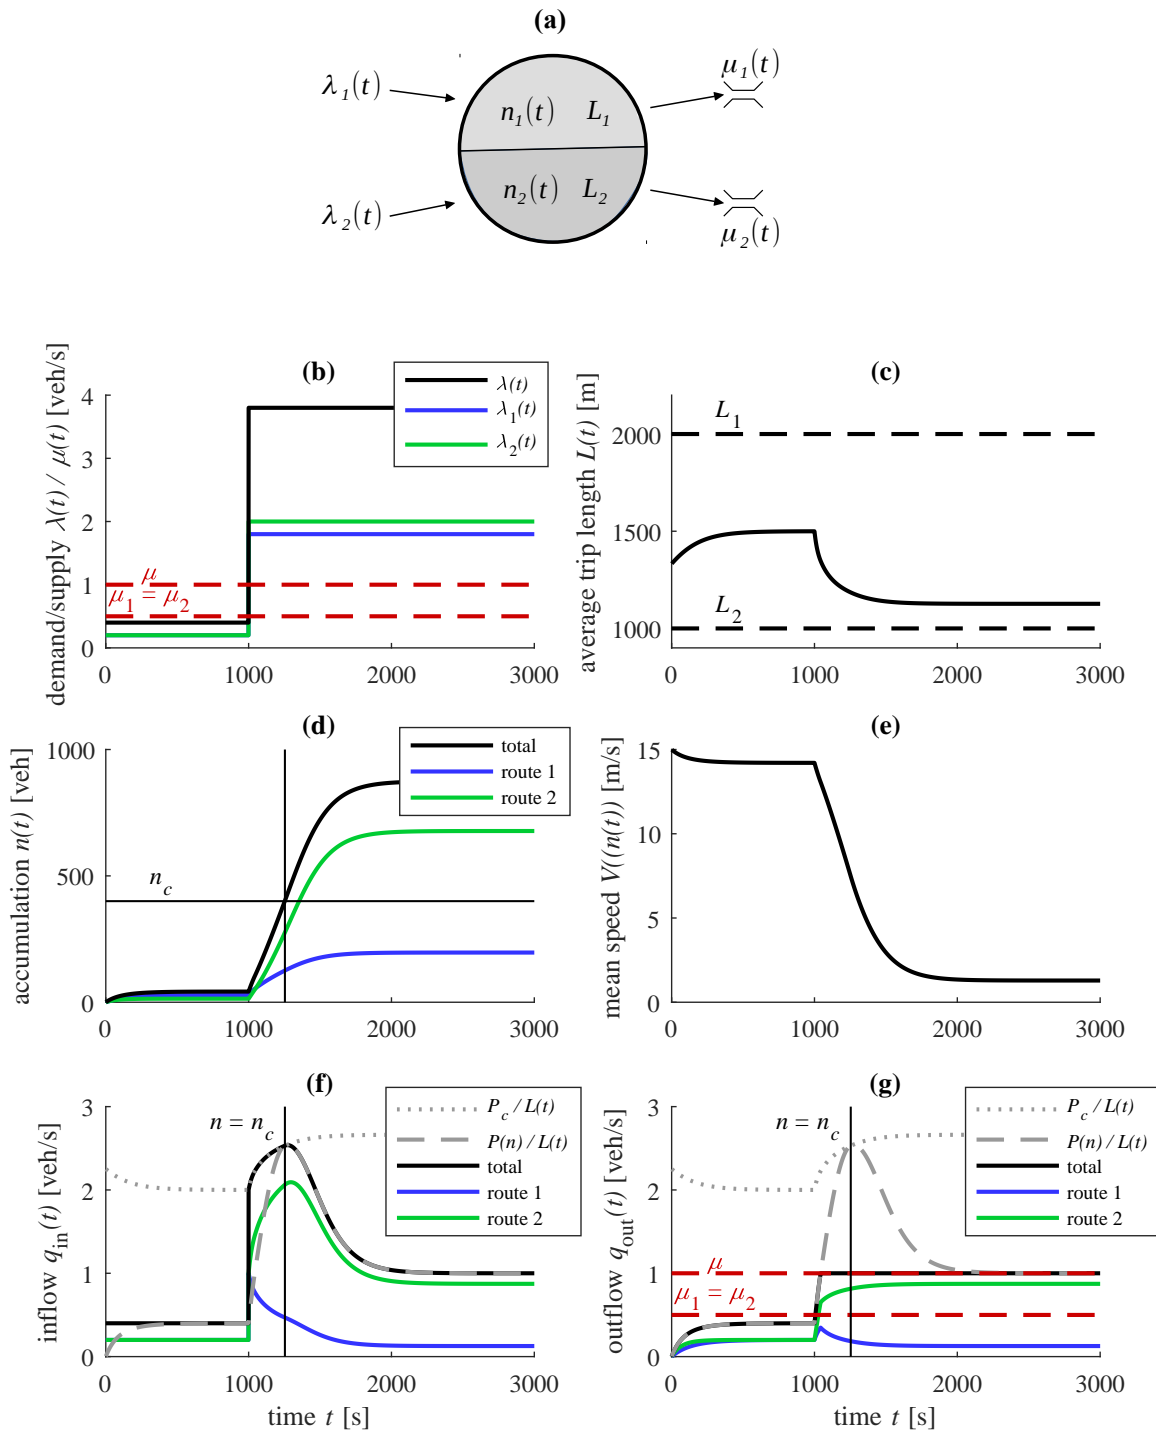 (a)
λ1(t)
n1(t) L1
μ1(t)
λ2(t)
n2(t) L2
μ2(t)
(b)
demand/supply λ(t) / μ(t) [veh/s]
4
3
2
1
0
λ(t)
λ1(t)
λ2(t)
μ
μ1 = μ2
0 1000 2000 3000
(c)
average trip length L(t) [m]
2000
1500
1000
L1
L2
0 1000 2000 3000
(d)
accumulation n(t) [veh]
1000
500
0
total
route 1
route 2
nc
0 1000 2000 3000
(e)
mean speed V((n(t)) [m/s]
15
10
5
0
0 1000 2000 3000
(f)
inflow qin(t) [veh/s]
3
2
1
0
n = nc
Pc / L(t)
P(n) / L(t)
total
route 1
route 2
0 1000 2000 3000
time t [s]
(g)
outflow qout(t) [veh/s]
3
2
1
0
n = nc
Pc / L(t)
P(n) / L(t)
total
route 1
route 2
μ
μ1 = μ2
0 1000 2000 3000
time t [s]